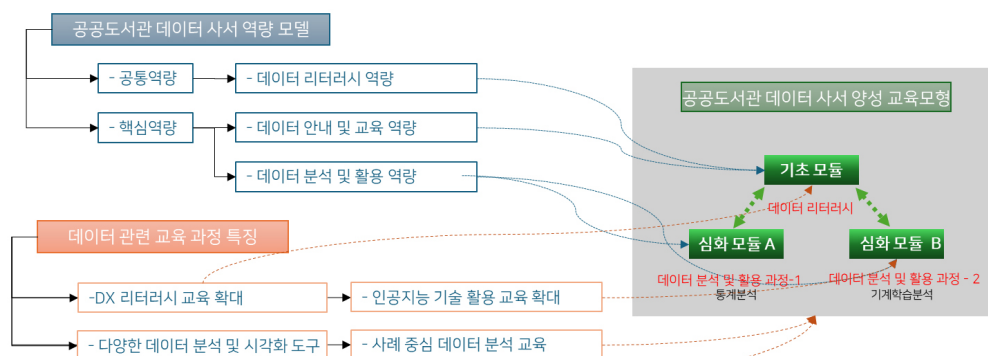 공공도서관 데이터 사서 역량 모델
- 공통역량
- 데이터 리터러시 역량
- 핵심역량
- 데이터 안내 및 교육 역량
- 데이터 분석 및 활용 역량
공공도서관 데이터 사서 양성 교육모형
기초 모듈
데이터 리터러시
심화 모듈 A
심화 모듈 B
데이터 분석 및 활용 과정-1
통계분석
데이터 분석 및 활용 과정 - 2
기계학습분석
데이터 관련 교육 과정 특징
-DX 리터러시 교육 확대
- 인공지능 기술 활용 교육 확대
- 다양한 데이터 분석 및 시각화 도구
- 사례 중심 데이터 분석 교육